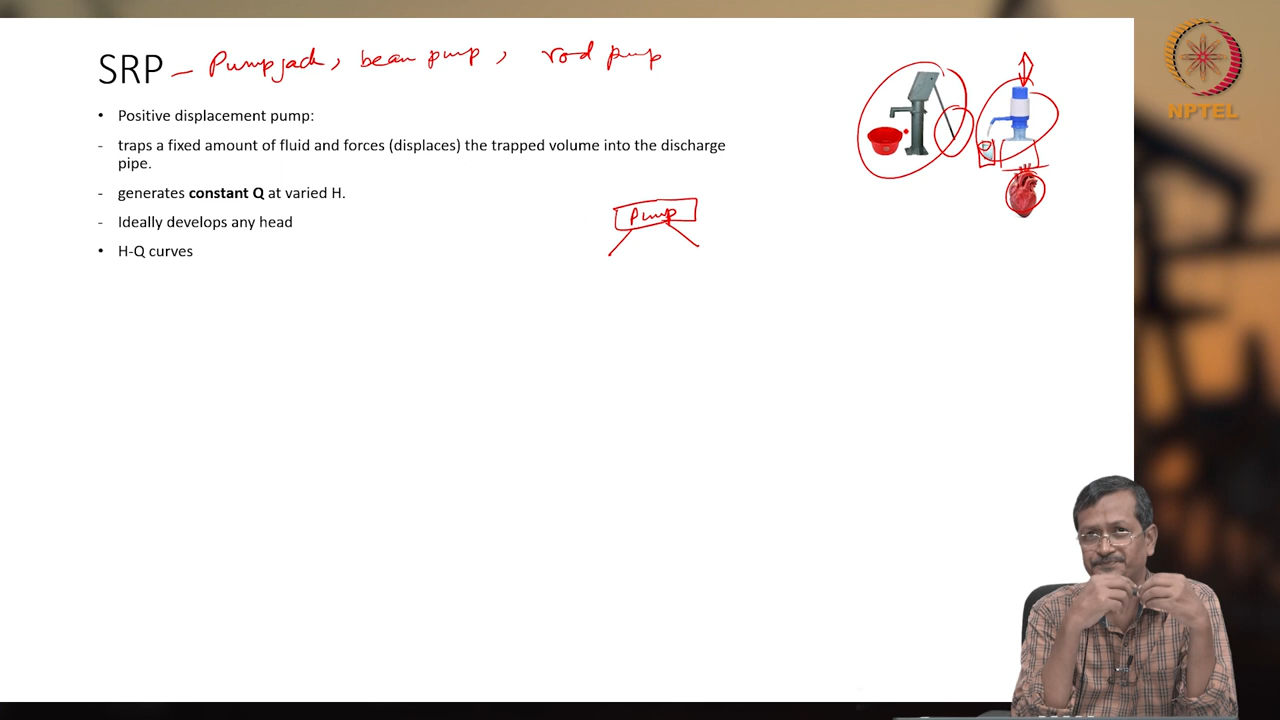 SRP – Pumpjack, beam pump, rod pump
• Positive displacement pump:
- traps a fixed amount of fluid and forces (displaces) the trapped volume into the discharge
pipe.
- generates constant Q at varied H.
- Ideally develops any head
• H-Q curves
Pump
NPTEL